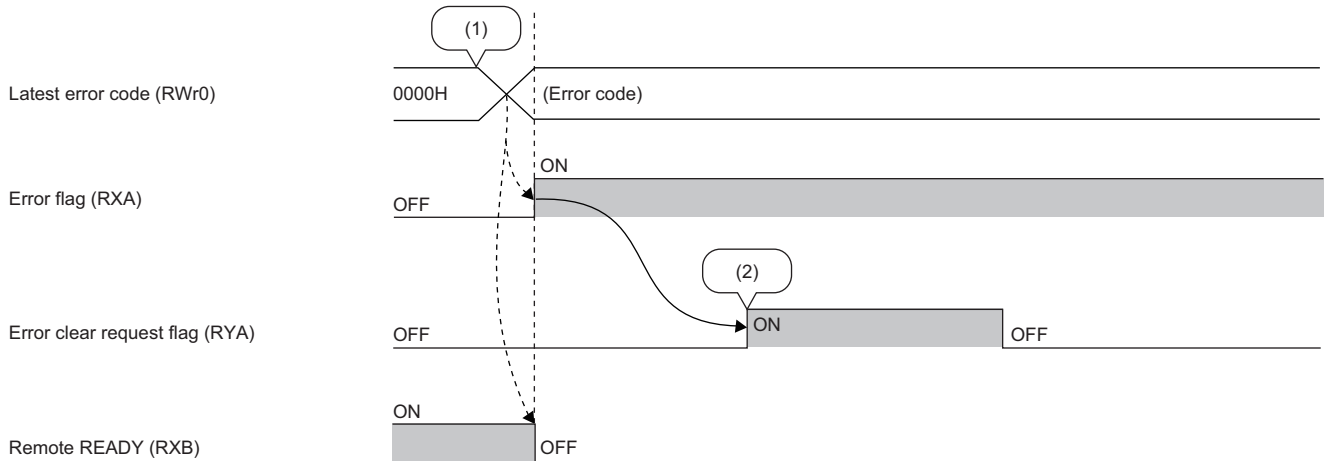 (1)
Latest error code (RWr0) 0000H (Error code)
ON
Error flag (RXA) OFF
(2)
Error clear request flag (RYA) OFF ON OFF
ON
Remote READY (RXB) OFF